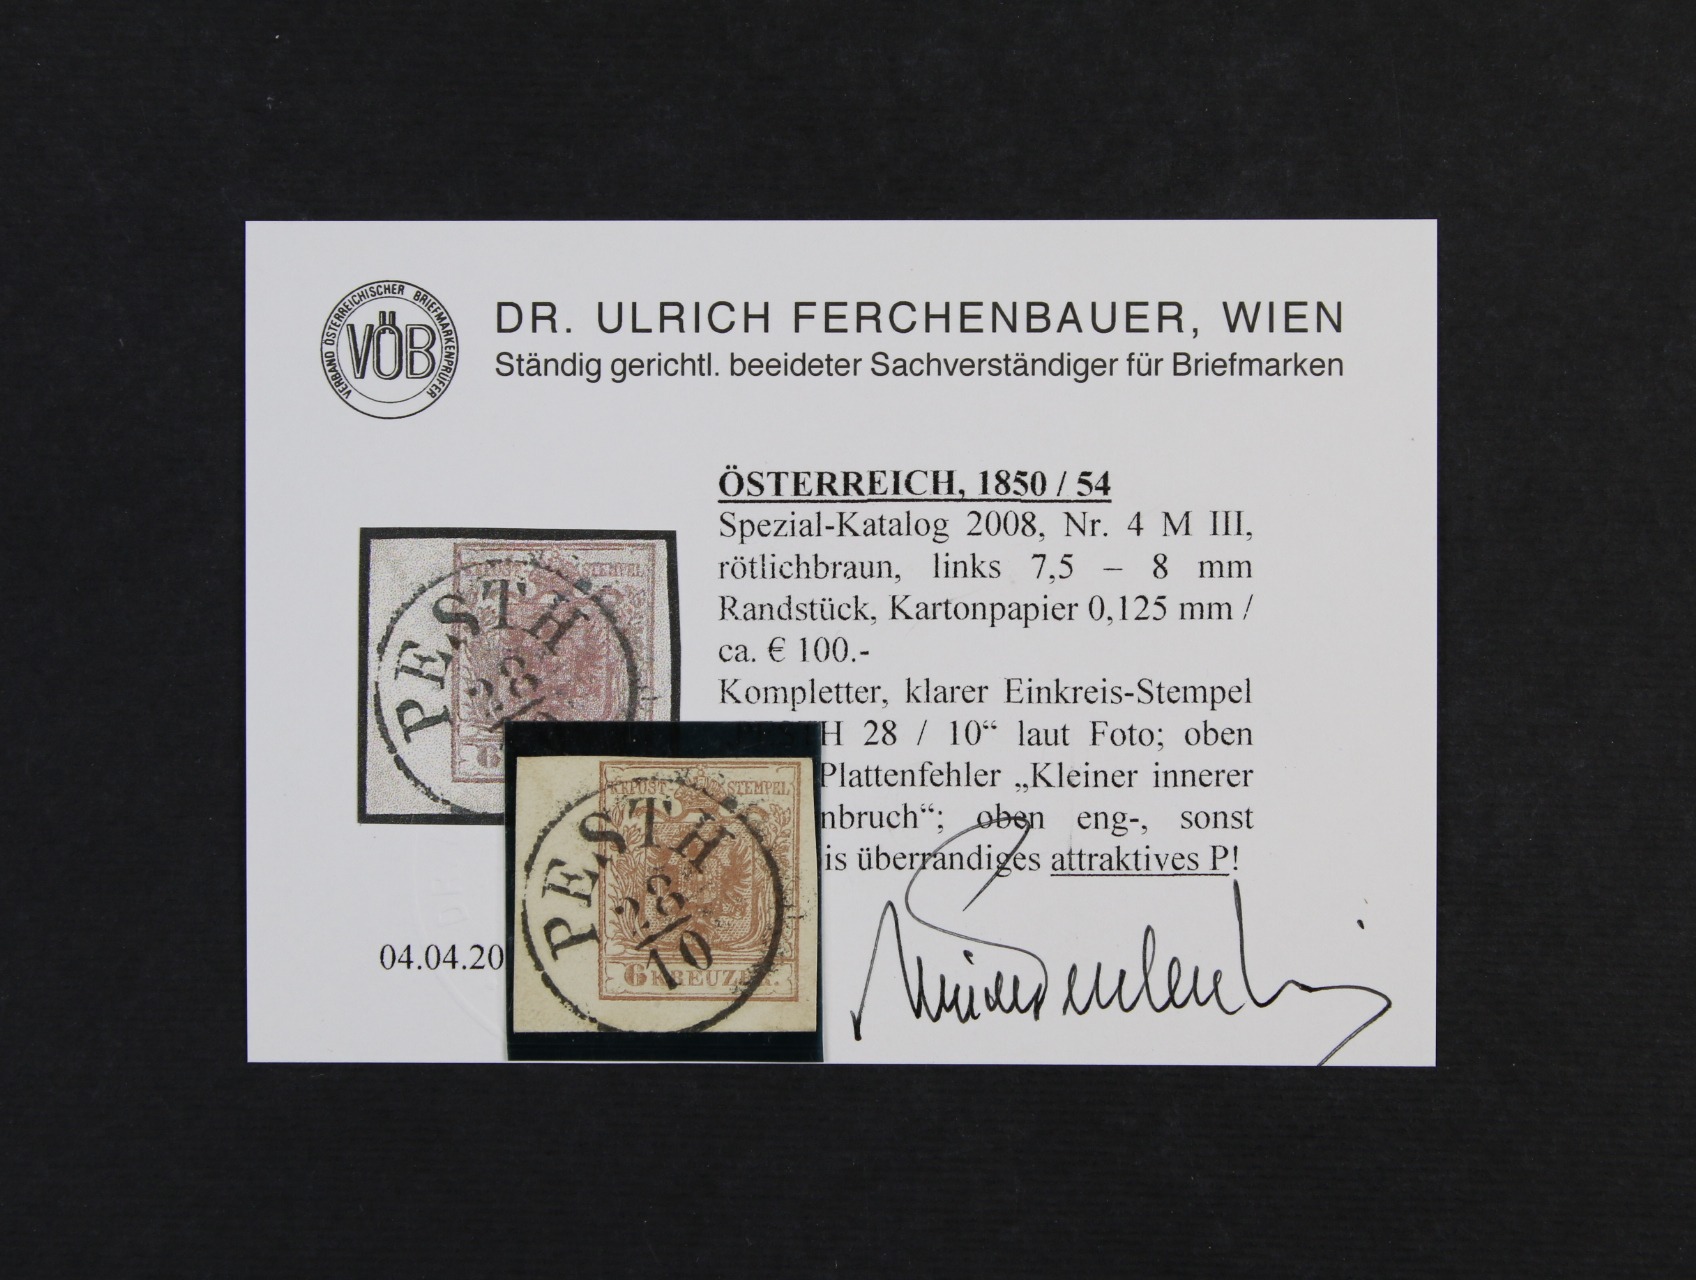 VERBAND ÖSTERREICHISCHER BRIEFMARKENPRÜFER
VÖB
DR. ULRICH FERCHENBAUER, WIEN
Ständig gerichtl. beeideter Sachverständiger für Briefmarken
ÖSTERREICH, 1850 / 54
Spezial-Katalog 2008, Nr. 4 M III,
rötlichbraun, links 7,5 – 8 mm
Randstück, Kartonpapier 0,125 mm /
ca. € 100.-
Kompletter, klarer Einkreis-Stempel
H 28 / 10“ laut Foto; oben
Plattenfehler „Kleiner innerer
nbruch“; oben eng-, sonst
is überrandiges attraktives P!
STEMPEL
PESTH
28
6
04.04.20
KKPOST-STEMPEL
PESTH
28/10
6 KREUZER.